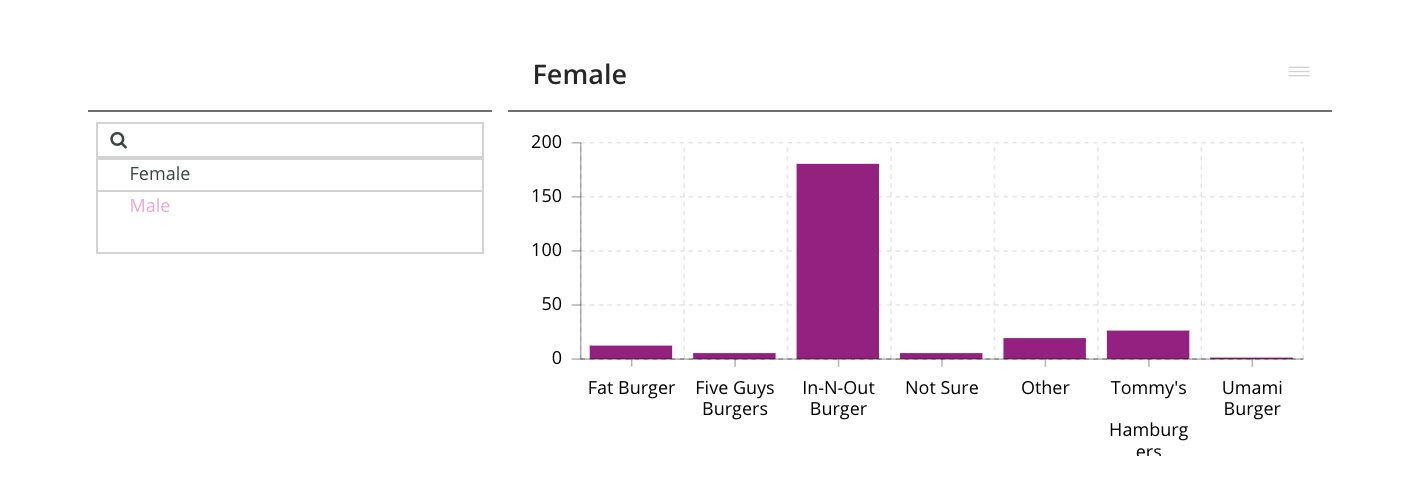 Female
Female
Male
200
150
100
50
0
Fat Burger
Five Guys
Burgers
In-N-Out
Burger
Not Sure
Other
Tommy's
Hamburg
ers
Umami
Burger